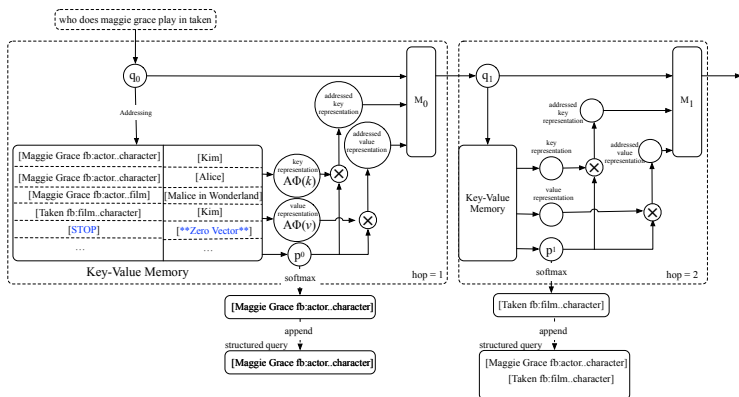 who does maggie grace play in taken
q0
Addressing
[Maggie Grace fb:actor..character]
[Kim]
[Maggie Grace fb:actor..character]
[Alice]
[Maggie Grace fb:actor..film]
[Malice in Wonderland]
[Taken fb:film..character]
[Kim]
[STOP]
[**Zero Vector**]
...
...
Key-Value Memory
key
representation
AΦ(k)
value
representation
AΦ(v)
p0
addressed
key
representation
addressed
value
representation
M0
hop = 1
softmax
[Maggie Grace fb:actor..character]
append
structured query
[Maggie Grace fb:actor..character]
q1
Key-Value
Memory
key
representation
value
representation
p1
addressed
key
representation
addressed
value
representation
M1
hop = 2
softmax
[Taken fb:film..character]
append
structured query
[Maggie Grace fb:actor..character]
[Taken fb:film..character]